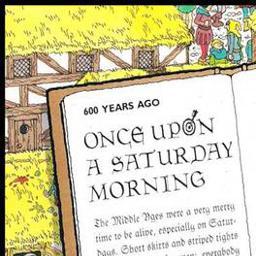 600 YEARS AGO
ONCE UPON
A SATURDAY
MORNING
The Middle Ages were a very merry
time to be alive, especially on Satur-
days. Short skirts and striped tights
everybody